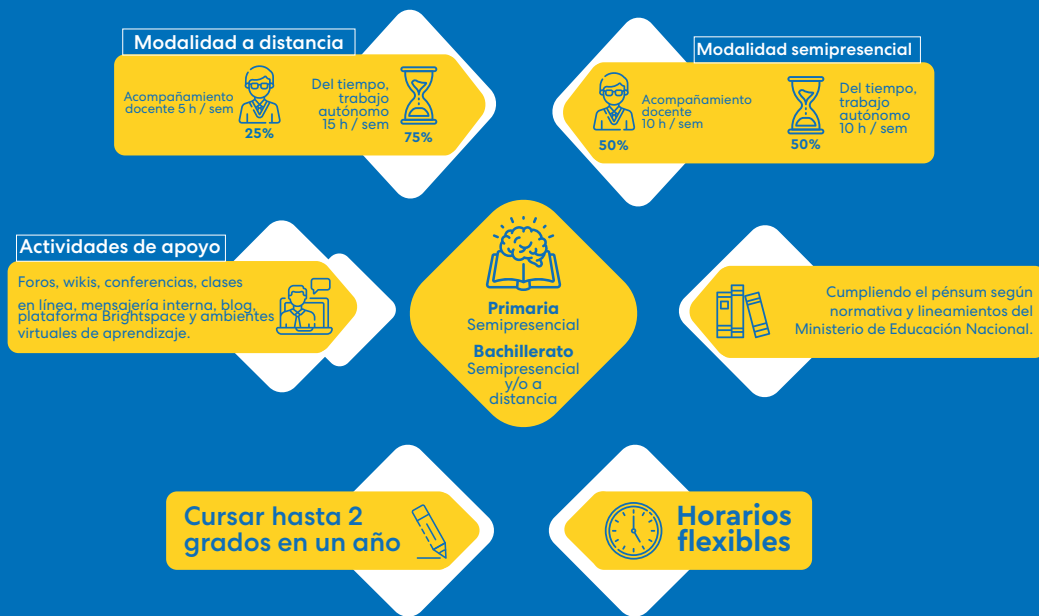 Modalidad a distancia
Acompañamiento
docente 5 h / sem
25%
Del tiempo,
trabajo
autónomo
15 h / sem
75%
Modalidad semipresencial
50%
Acompañamiento
docente
10 h / sem
50%
Del tiempo,
trabajo
autónomo
10 h / sem
Actividades de apoyo
Foros, wikis, conferencias, clases
en línea, mensajería interna, blog,
plataforma Brightspace y ambientes
virtuales de aprendizaje.
Primaria
Semipresencial
Bachillerato
Semipresencial
y/o a
distancia
Cumpliendo el pénsum según
normativa y lineamientos del
Ministerio de Educación Nacional.
Cursar hasta 2
grados en un año
Horarios
flexibles